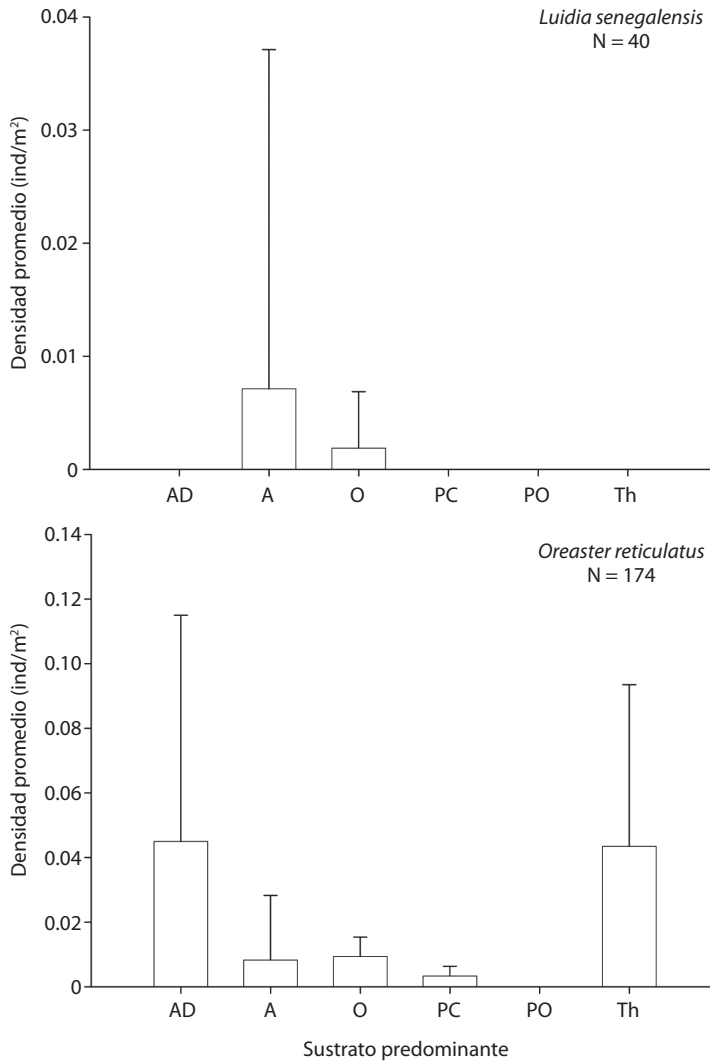 Luidia senegalensis
N = 40
Densidad promedio (ind/m²)
0.04
0.03
0.02
0.01
0
AD A O PC PO Th
Oreaster reticulatus
N = 174
Densidad promedio (ind/m²)
0.14
0.12
0.10
0.08
0.06
0.04
0.02
0
AD A O PC PO Th
Sustrato predominante